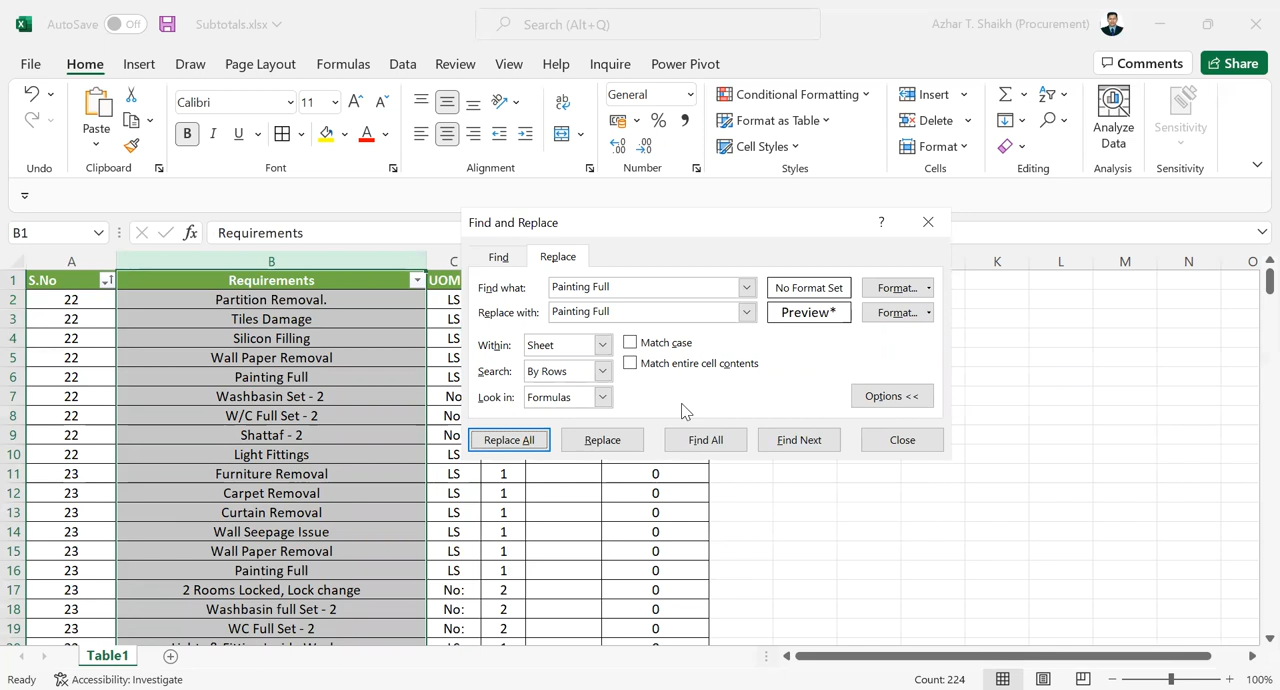 AutoSave Off Subtotals.xlsx Search (Alt+Q) Azhar T. Shaikh (Procurement)
File Home Insert Draw Page Layout Formulas Data Review View Help Inquire Power Pivot Comments Share
Calibri 11 General Conditional Formatting Insert
Paste B I U A % Format as Table Delete Analyze Data Sensitivity
Cell Styles Format
Undo Clipboard Font Alignment Number Styles Cells Editing Analysis Sensitivity
B1 fx Requirements
Find and Replace ?
Find Replace
Find what: Painting Full No Format Set Format...
Replace with: Painting Full Preview* Format...
Within: Sheet Match case
Search: By Rows Match entire cell contents
Look in: Formulas Options <<
Replace All Replace Find All Find Next Close
A B C K L M N O
1 S.No Requirements UOM
2 22 Partition Removal. LS
3 22 Tiles Damage LS
4 22 Silicon Filling LS
5 22 Wall Paper Removal LS
6 22 Painting Full LS
7 22 Washbasin Set - 2 No
8 22 W/C Full Set - 2 No
9 22 Shattaf - 2 No
10 22 Light Fittings LS
11 23 Furniture Removal LS 1 0
12 23 Carpet Removal LS 1 0
13 23 Curtain Removal LS 1 0
14 23 Wall Seepage Issue LS 1 0
15 23 Wall Paper Removal LS 1 0
16 23 Painting Full LS 1 0
17 23 2 Rooms Locked, Lock change No: 2 0
18 23 Washbasin full Set - 2 No: 2 0
19 23 WC Full Set - 2 No: 2 0
Table1
Ready Accessibility: Investigate Count: 224 100%